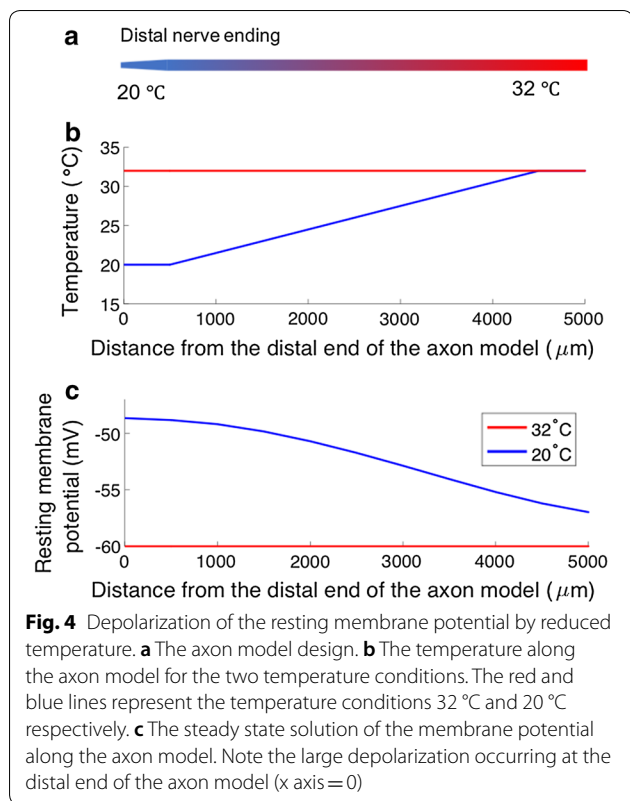 a Distal nerve ending
20 °C 32 °C
b
Temperature (°C)
35
30
25
20
15
0 1000 2000 3000 4000 5000
Distance from the distal end of the axon model (μm)
c
Resting membrane
potential (mV)
-50
-55
-60
32°C
20°C
0 1000 2000 3000 4000 5000
Distance from the distal end of the axon model (μm)
Fig. 4 Depolarization of the resting membrane potential by reduced
temperature. a The axon model design. b The temperature along
the axon model for the two temperature conditions. The red and
blue lines represent the temperature conditions 32 °C and 20 °C
respectively. c The steady state solution of the membrane potential
along the axon model. Note the large depolarization occurring at the
distal end of the axon model (x axis = 0)